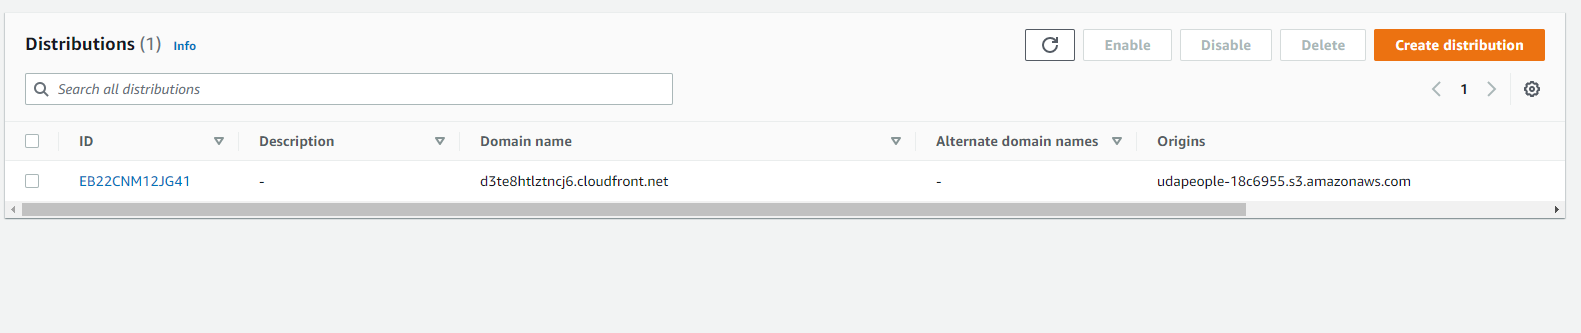 Distributions (1) Info
Enable Disable Delete Create distribution
Search all distributions
1
ID Description Domain name Alternate domain names Origins
EB22CNM12JG41 - d3te8htlztncj6.cloudfront.net - udapeople-18c6955.s3.amazonaws.com